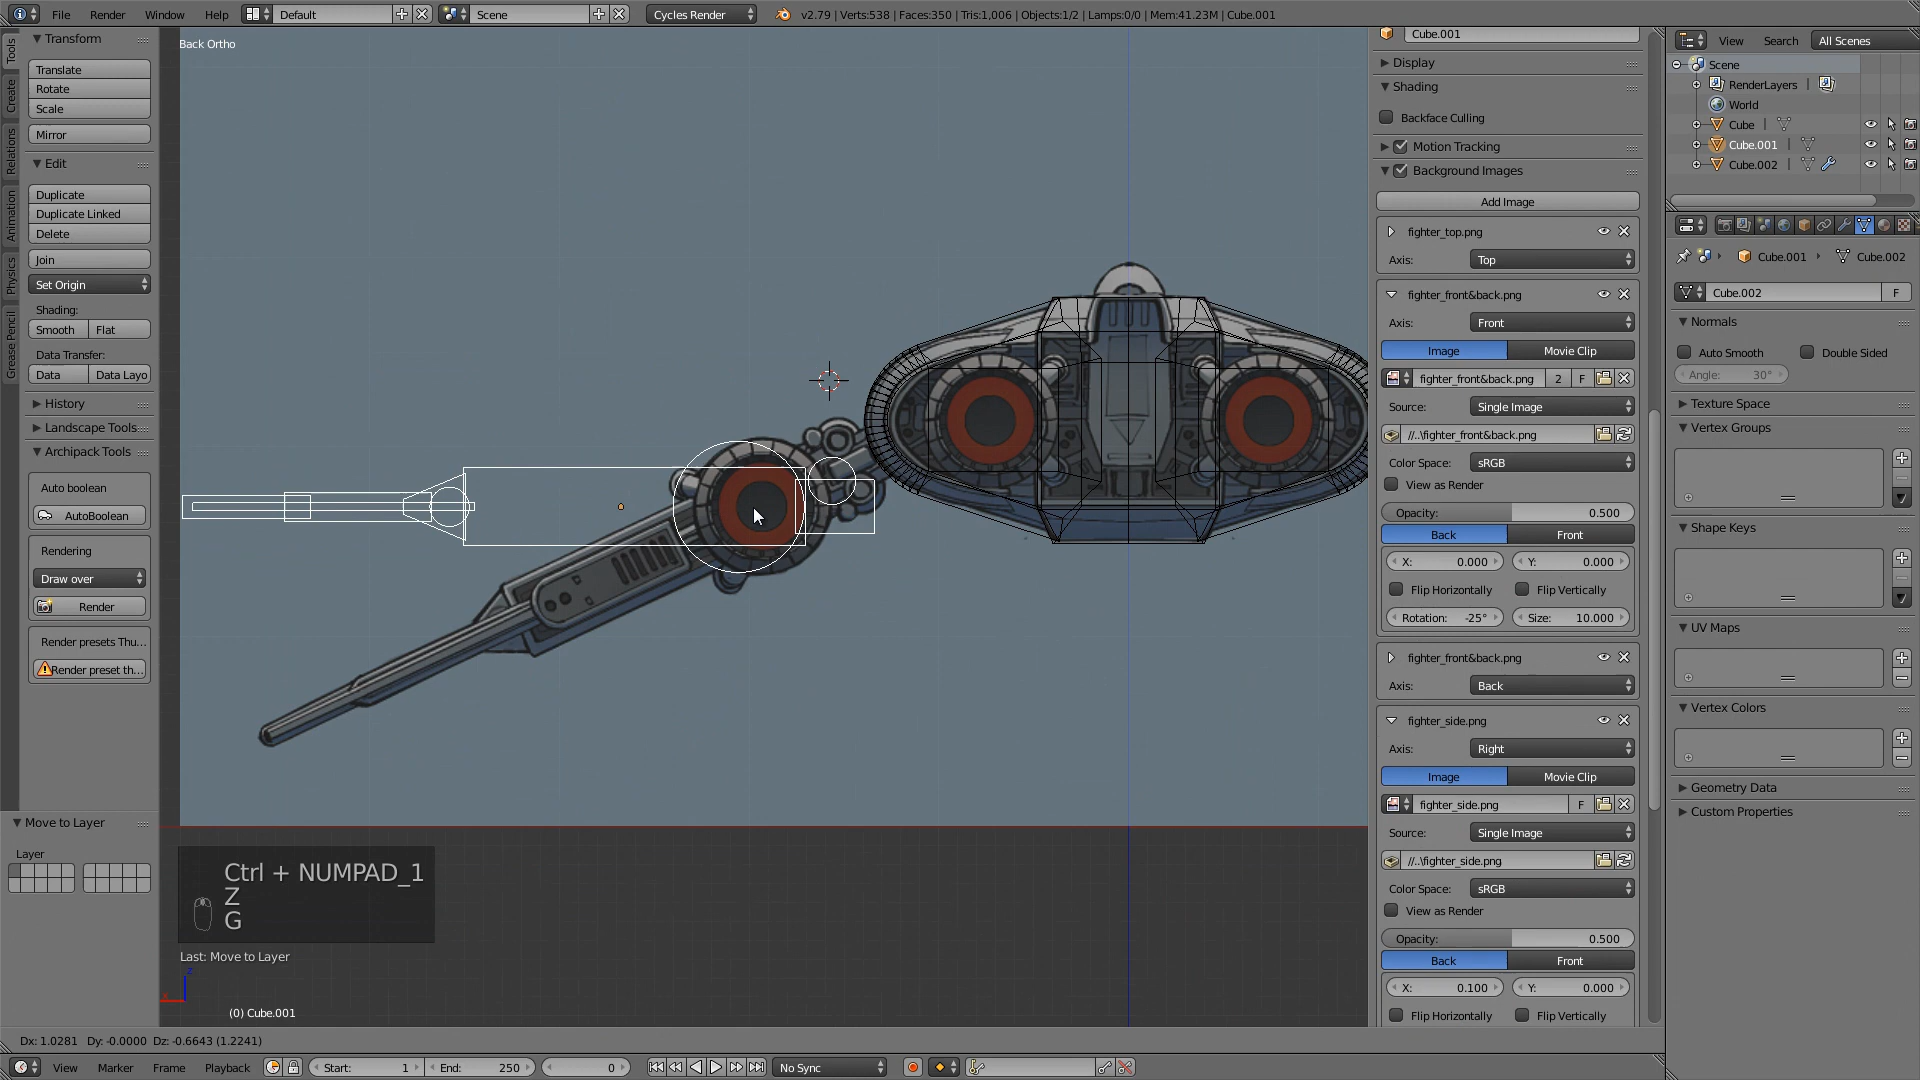 File
Render
Window
Help
Default
Scene
Cycles Render
v2.79 | Verts:538 | Faces:350 | Tris:1,006 | Objects:1/2 | Lamps:0/0 | Mem:41.23M | Cube.001
Tools
Create
Relations
Animation
Physics
Grease Pencil
Transform
Translate
Rotate
Scale
Mirror
Edit
Duplicate
Duplicate Linked
Delete
Join
Set Origin
Shading:
Smooth
Flat
Data Transfer:
Data
Data Layo
History
Landscape Tools
Archipack Tools
Auto boolean
AutoBoolean
Rendering
Draw over
Render
Render presets Thu...
Render preset th...
Move to Layer
Layer
Back Ortho
Ctrl + NUMPAD_1
Z
G
Last: Move to Layer
z
x
(0) Cube.001
Cube.001
Display
Shading
Backface Culling
Motion Tracking
Background Images
Add Image
fighter_top.png
Axis: Top
fighter_front&back.png
Axis: Front
Image
Movie Clip
fighter_front&back.png 2 F
Source: Single Image
//..\fighter_front&back.png
Color Space: sRGB
View as Render
Opacity: 0.500
Back
Front
X: 0.000
Y: 0.000
Flip Horizontally
Flip Vertically
Rotation: -25°
Size: 10.000
fighter_front&back.png
Axis: Back
fighter_side.png
Axis: Right
Image
Movie Clip
fighter_side.png F
Source: Single Image
//..\fighter_side.png
Color Space: sRGB
View as Render
Opacity: 0.500
Back
Front
X: 0.100
Y: 0.000
Flip Horizontally
Flip Vertically
View
Search
All Scenes
Scene
RenderLayers
World
Cube
Cube.001
Cube.002
Cube.001
Cube.002
Cube.002 F
Normals
Auto Smooth
Double Sided
Angle: 30°
Texture Space
Vertex Groups
Shape Keys
UV Maps
Vertex Colors
Geometry Data
Custom Properties
Dx: 1.0281 Dy: -0.0000 Dz: -0.6643 (1.2241)
View
Marker
Frame
Playback
Start: 1
End: 250
0
No Sync